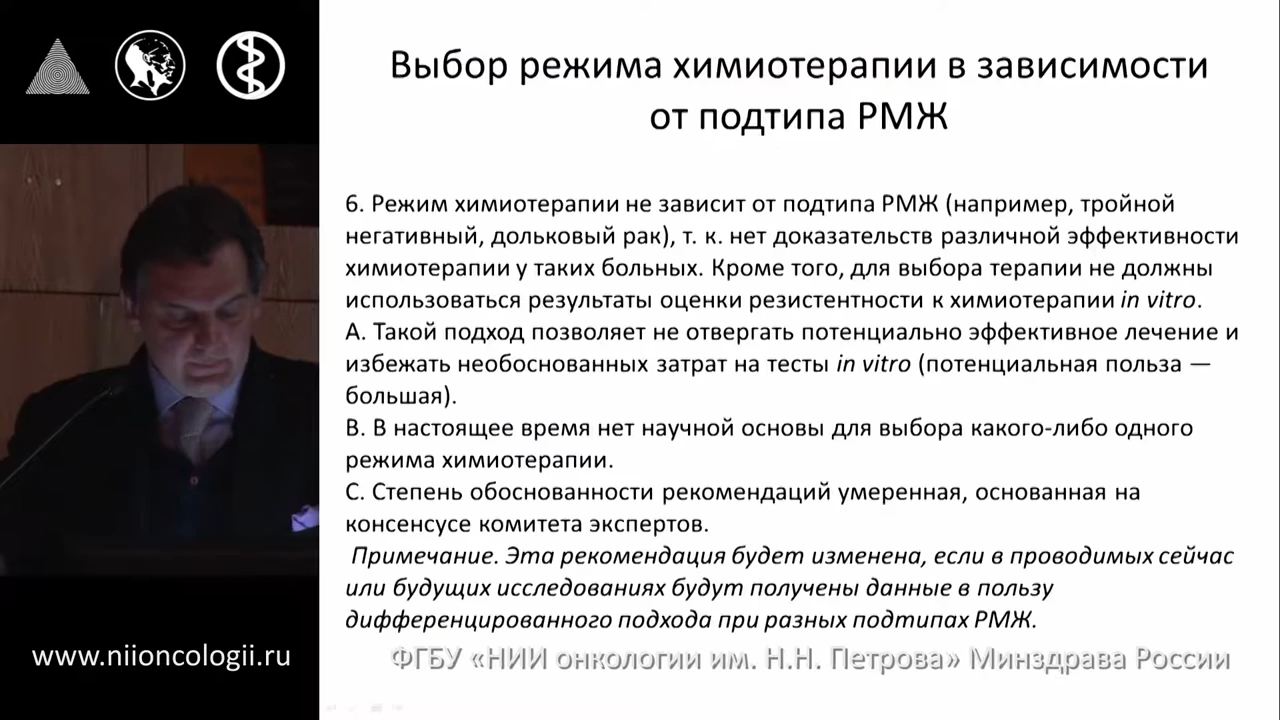 Выбор режима химиотерапии в зависимости
от подтипа РМЖ
6. Режим химиотерапии не зависит от подтипа РМЖ (например, тройной
негативный, дольковый рак), т. к. нет доказательств различной эффективности
химиотерапии у таких больных. Кроме того, для выбора терапии не должны
использоваться результаты оценки резистентности к химиотерапии in vitro.
А. Такой подход позволяет не отвергать потенциально эффективное лечение и
избежать необоснованных затрат на тесты in vitro (потенциальная польза —
большая).
В. В настоящее время нет научной основы для выбора какого-либо одного
режима химиотерапии.
С. Степень обоснованности рекомендаций умеренная, основанная на
консенсусе комитета экспертов.
Примечание. Эта рекомендация будет изменена, если в проводимых сейчас
или будущих исследованиях будут получены данные в пользу
дифференцированного подхода при разных подтипах РМЖ.
www.niioncologii.ru
ФГБУ «НИИ онкологии им. Н.Н. Петрова» Минздрава России